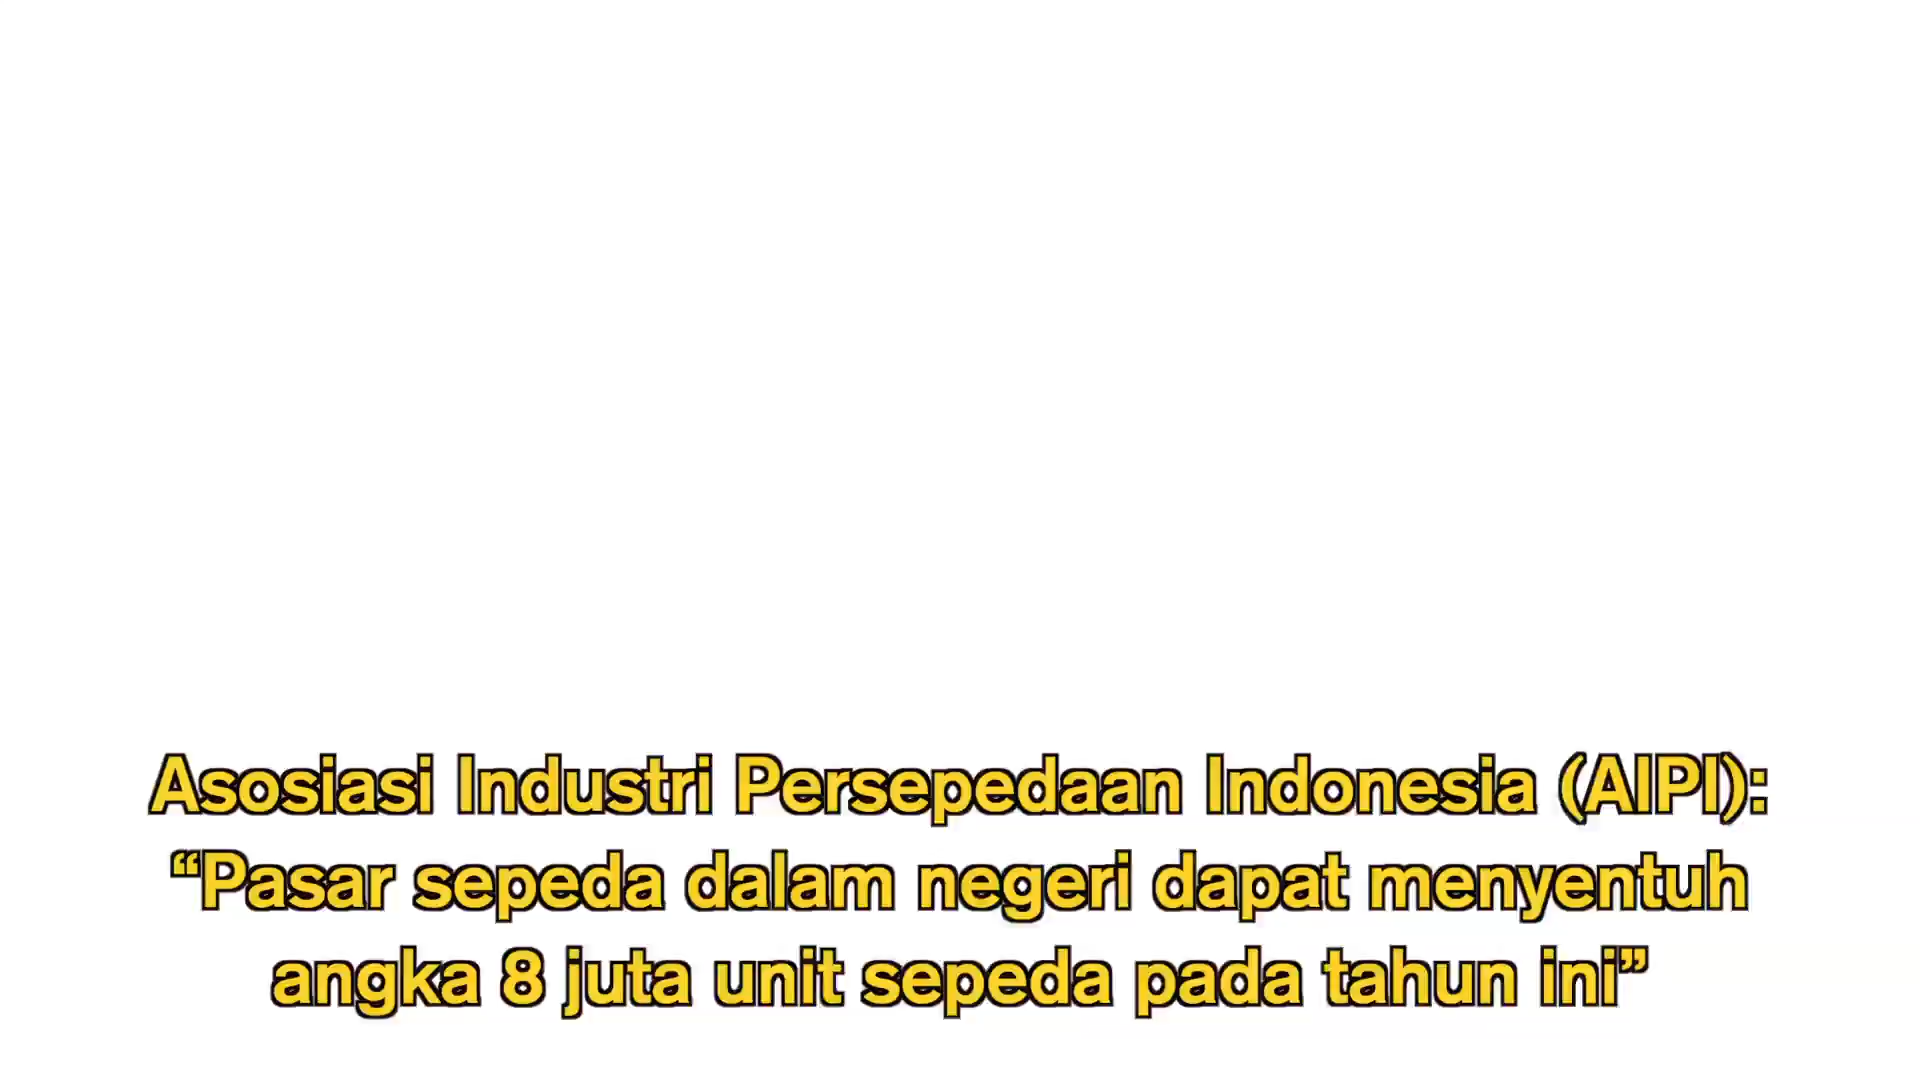 Asosiasi Industri Persepedaan Indonesia (AIPI):
“Pasar sepeda dalam negeri dapat menyentuh
angka 8 juta unit sepeda pada tahun ini”